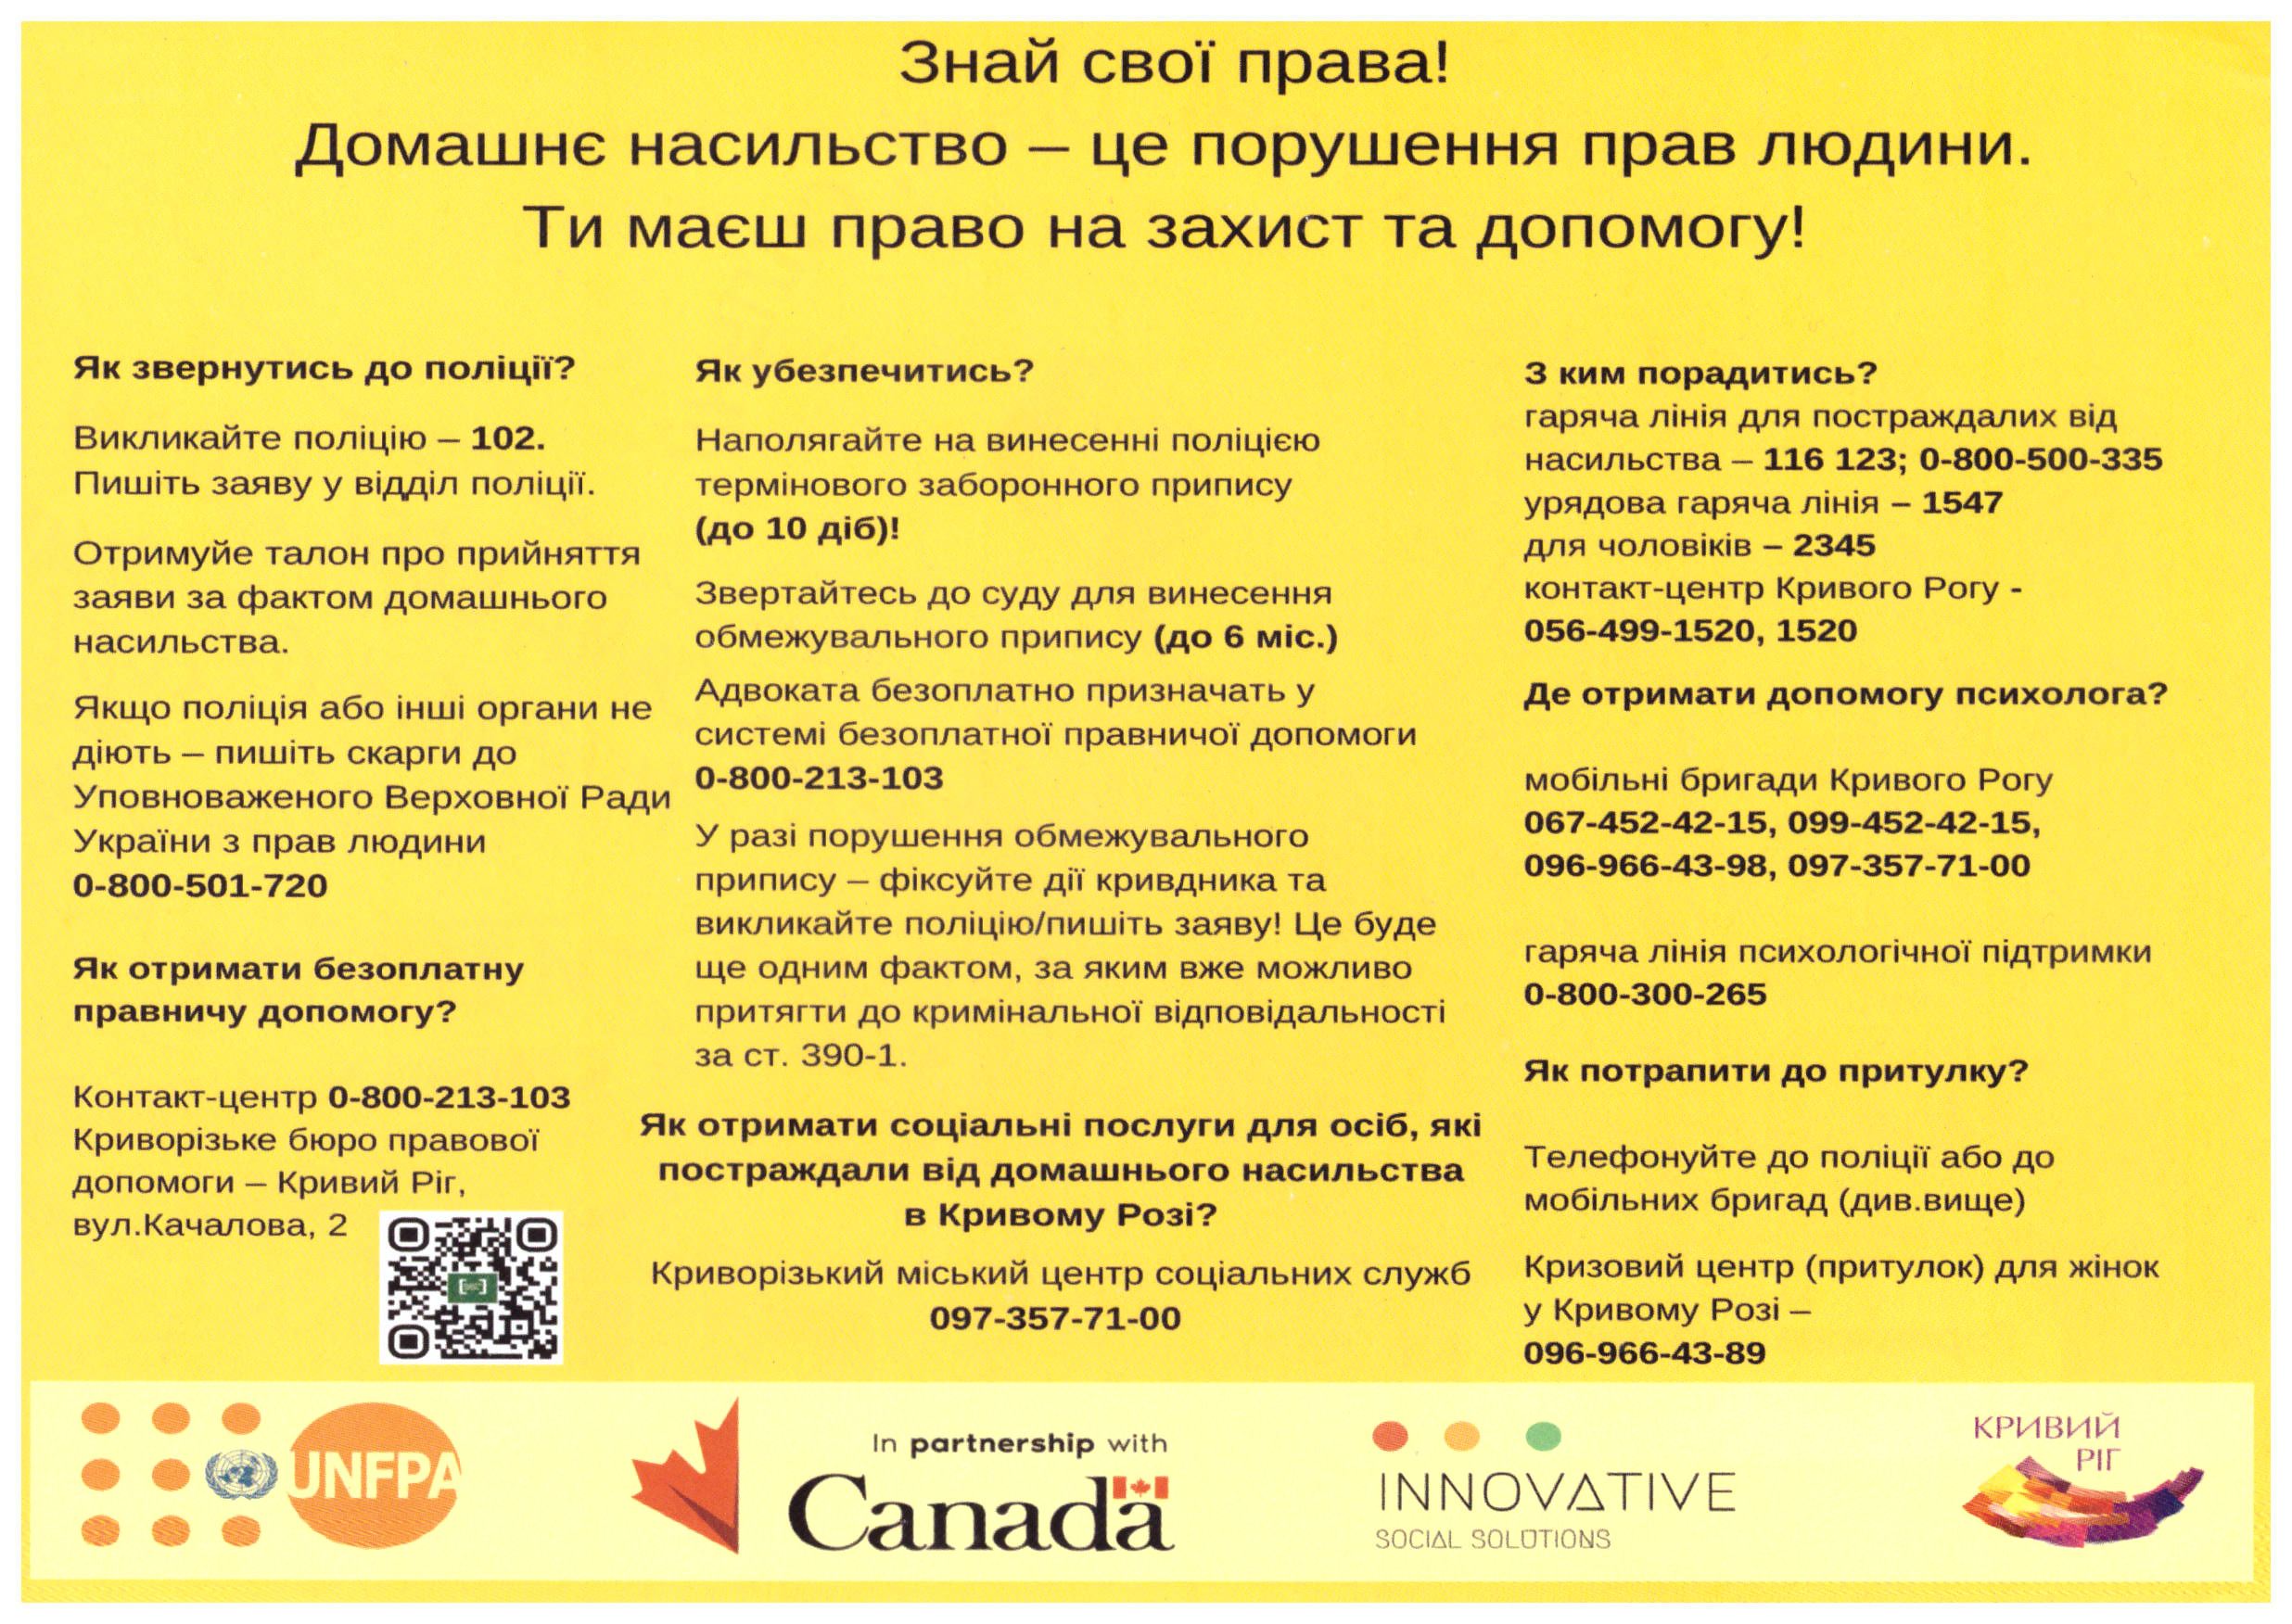 Знай свої права!
Домашнє насильство – це порушення прав людини.
Ти маєш право на захист та допомогу!
Як звернутись до поліції?
Викликайте поліцію – 102.
Пишіть заяву у відділ поліції.
Отримуйте талон про прийняття
заяви за фактом домашнього
насильства.
Якщо поліція або інші органи не
діють – пишіть скарги до
Уповноваженого Верховної Ради
України з прав людини
0-800-501-720
Як отримати безоплатну
правничу допомогу?
Контакт-центр 0-800-213-103
Криворізьке бюро правової
допомоги – Кривий Ріг,
вул.Качалова, 2
Як убезпечитись?
Наполягайте на винесенні поліцією
термінового заборонного припису
(до 10 діб)!
Звертайтесь до суду для винесення
обмежувального припису (до 6 міс.)
Адвоката безоплатно призначать у
системі безоплатної правничої допомоги
0-800-213-103
У разі порушення обмежувального
припису – фіксуйте дії кривдника та
викликайте поліцію/пишіть заяву! Це буде
ще одним фактом, за яким вже можливо
притягти до кримінальної відповідальності
за ст. 390-1.
Як отримати соціальні послуги для осіб, які
постраждали від домашнього насильства
в Кривому Розі?
Криворізький міський центр соціальних служб
097-357-71-00
З ким порадитись?
гаряча лінія для постраждалих від
насильства – 116 123; 0-800-500-335
урядова гаряча лінія – 1547
для чоловіків – 2345
контакт-центр Кривого Рогу -
056-499-1520, 1520
Де отримати допомогу психолога?
мобільні бригади Кривого Рогу
067-452-42-15, 099-452-42-15,
096-966-43-98, 097-357-71-00
гаряча лінія психологічної підтримки
0-800-300-265
Як потрапити до притулку?
Телефонуйте до поліції або до
мобільних бригад (див.вище)
Кризовий центр (притулок) для жінок
у Кривому Розі –
096-966-43-89
UNFPA
In partnership with
Canada
INNOVATIVE
SOCIAL SOLUTIONS
КРИВИЙ
РІГ